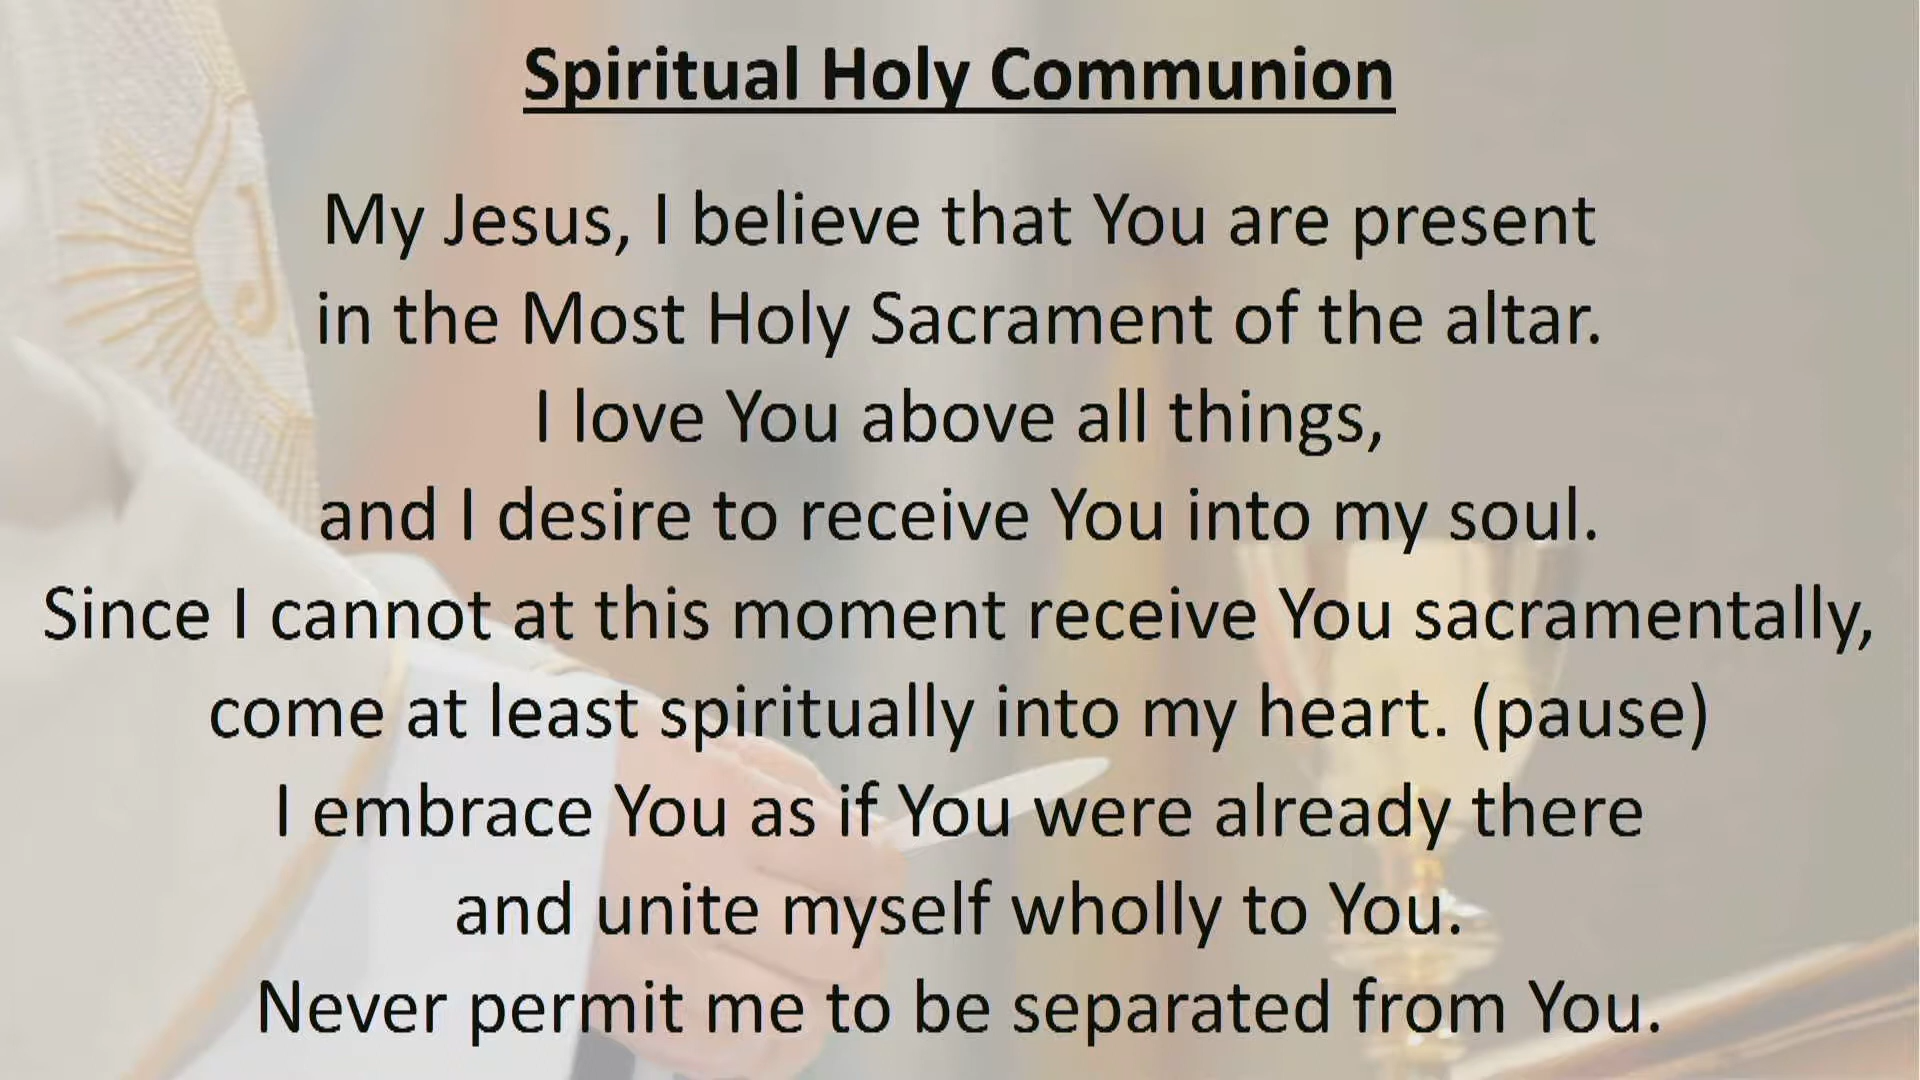 Spiritual Holy Communion
My Jesus, I believe that You are present
in the Most Holy Sacrament of the altar.
I love You above all things,
and I desire to receive You into my soul.
Since I cannot at this moment receive You sacramentally,
come at least spiritually into my heart. (pause)
I embrace You as if You were already there
and unite myself wholly to You.
Never permit me to be separated from You.